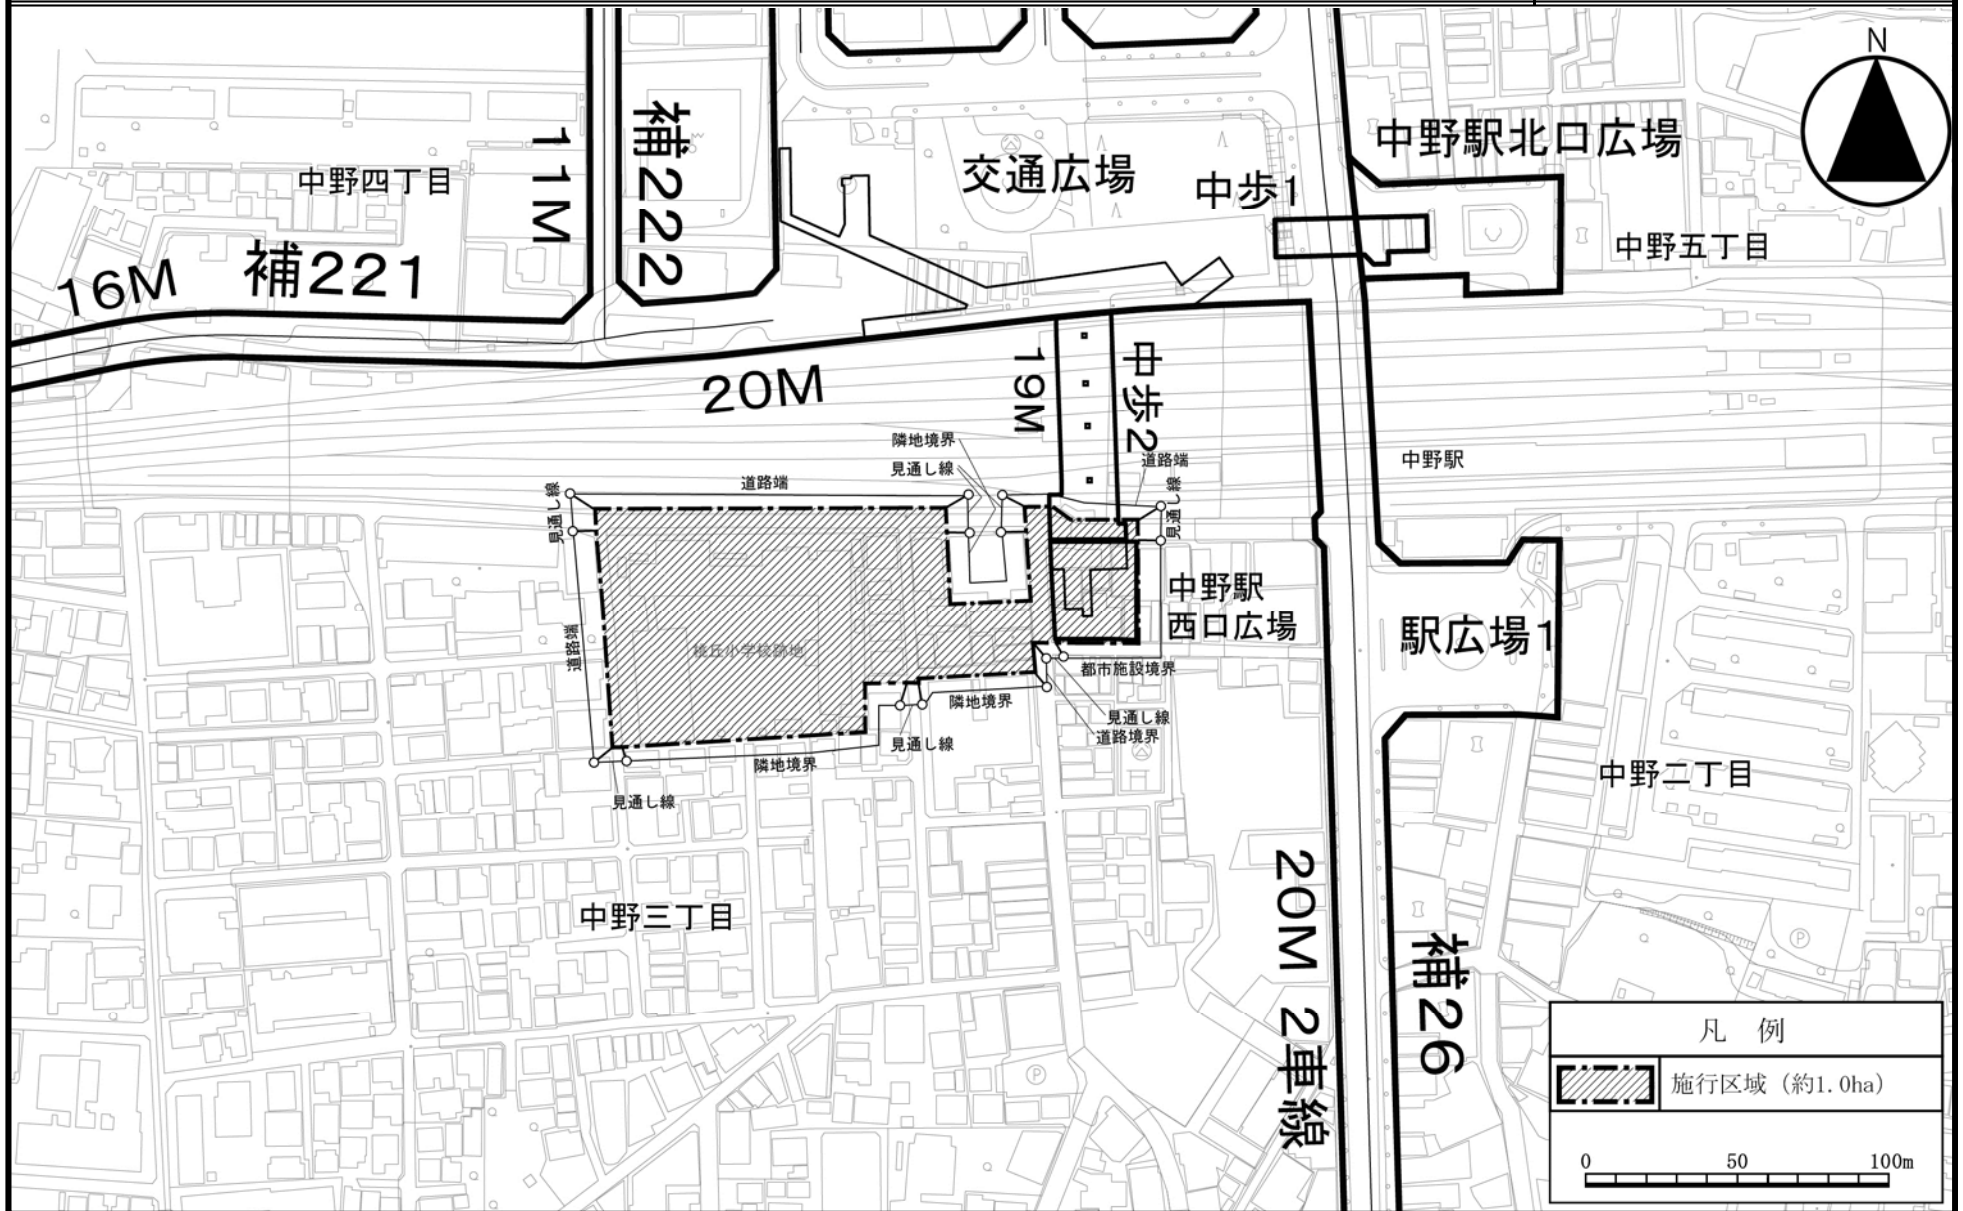 N
補222
11M
中野駅北口広場
交通広場
中歩1
中野四丁目
中野五丁目
補221
16M
20M
19M
中歩2
隣地境界
見通し線
道路端
道路端
中野駅
見通し線
見通し線
中野駅
西口広場
駅広場1
道路端
桃丘小学校跡地
都市施設境界
隣地境界
見通し線
道路境界
見通し線
隣地境界
見通し線
中野二丁目
中野三丁目
20M 2車線
補26
P
P
凡 例
施行区域（約1.0ha）
0 50 100m